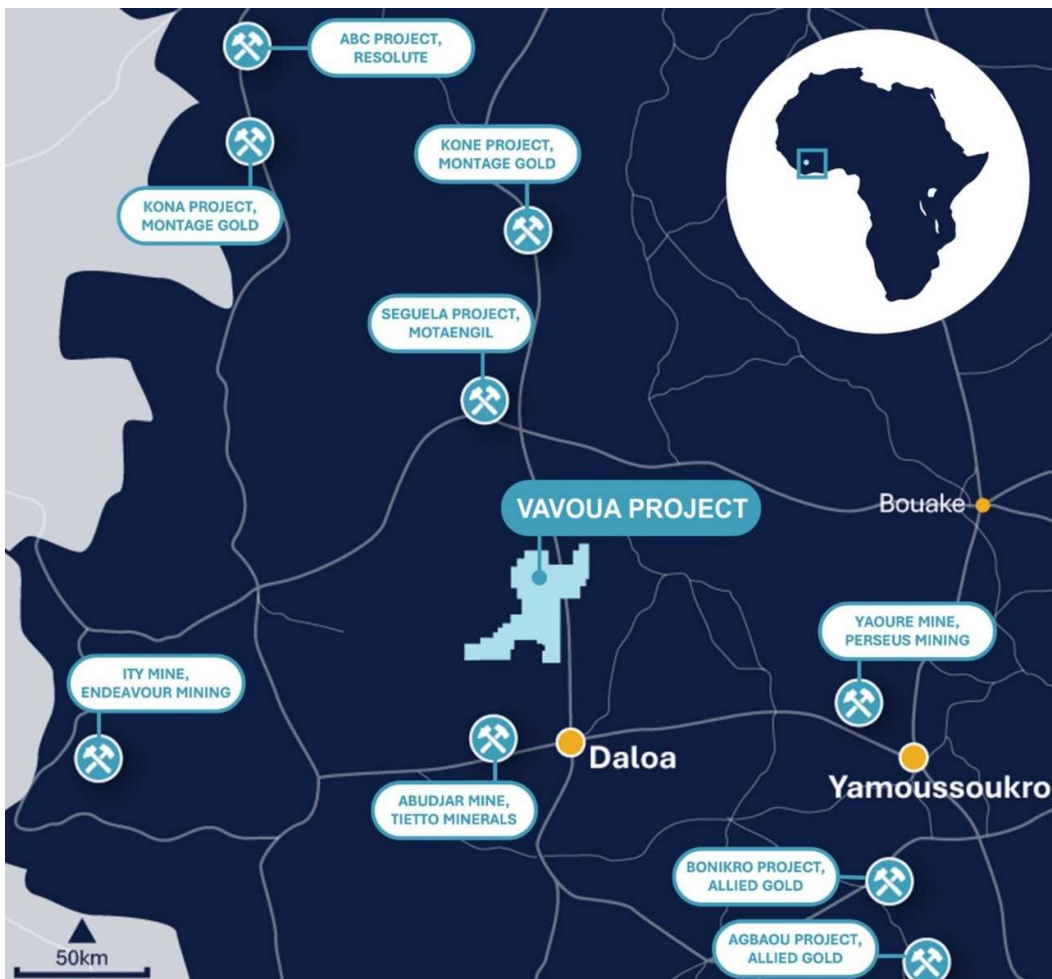 ABC PROJECT,
RESOLUTE
KONE PROJECT,
MONTAGE GOLD
KONA PROJECT,
MONTAGE GOLD
SEGUELA PROJECT,
MOTAENGIL
VAVOUA PROJECT
Bouake
YAOURE MINE,
PERSEUS MINING
ITY MINE,
ENDEAVOUR MINING
Daloa
Yamoussoukro
ABUDJAR MINE,
TIETTO MINERALS
BONIKRO PROJECT,
ALLIED GOLD
AGBAOU PROJECT,
ALLIED GOLD
50km